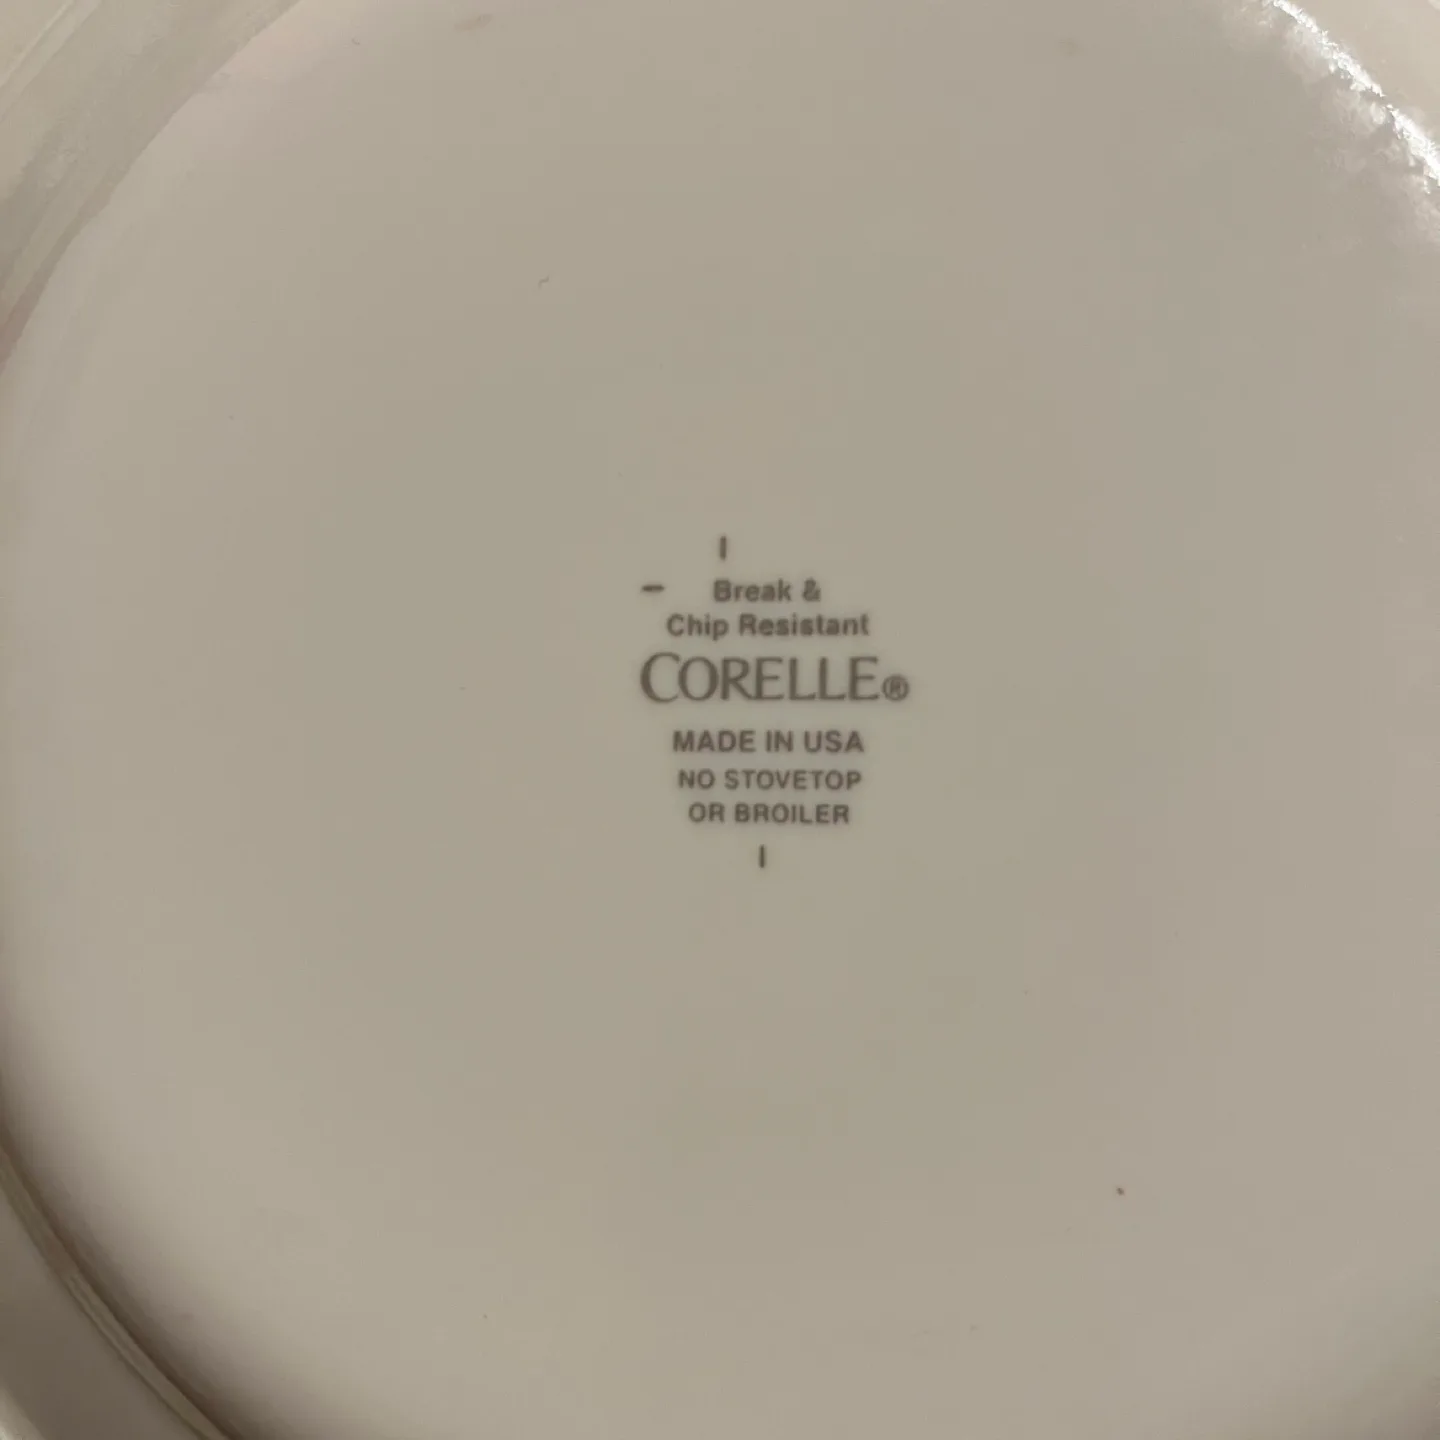 Break &
Chip Resistant
CORELLE®
MADE IN USA
NO STOVETOP
OR BROILER